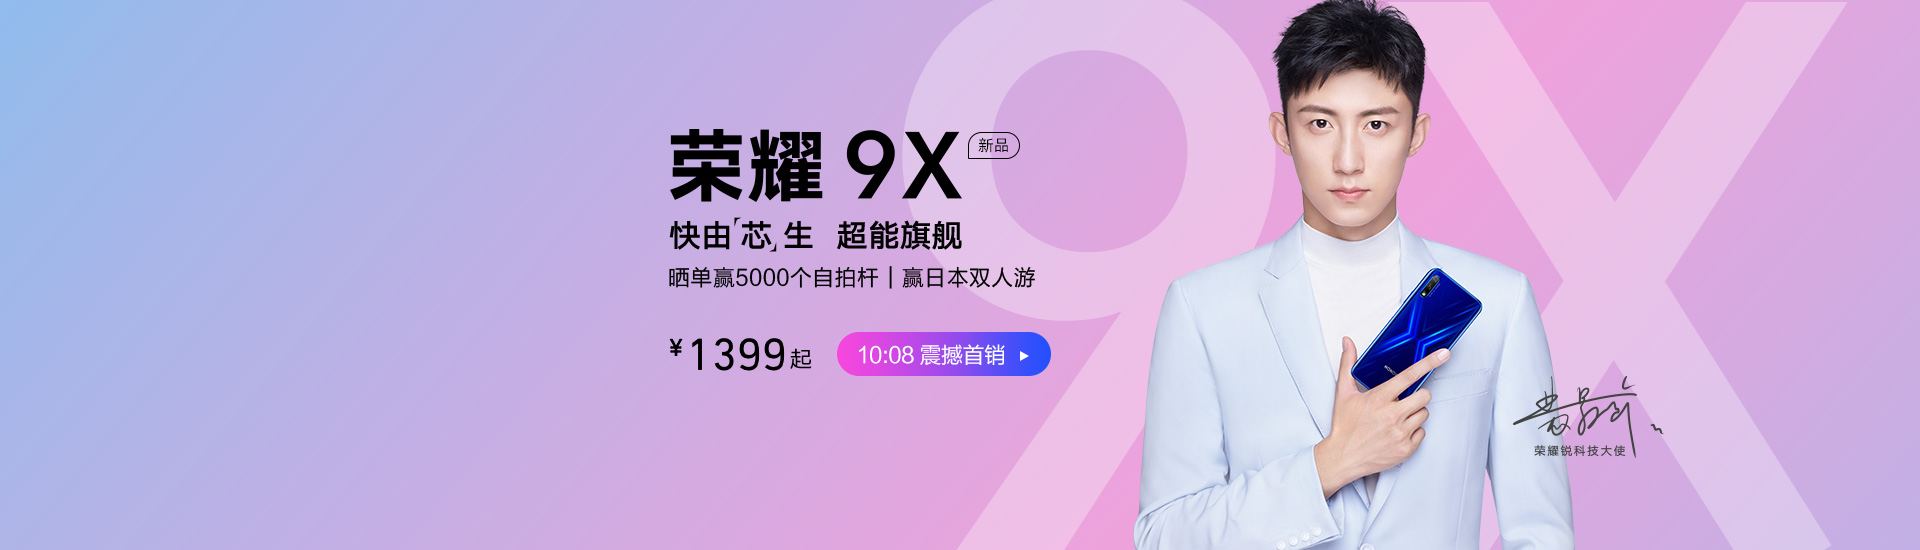 荣耀 9X
新品
快由「芯」生 超能旗舰
晒单赢5000个自拍杆｜赢日本双人游
¥1399起
10:08 震撼首销
荣耀锐科技大使